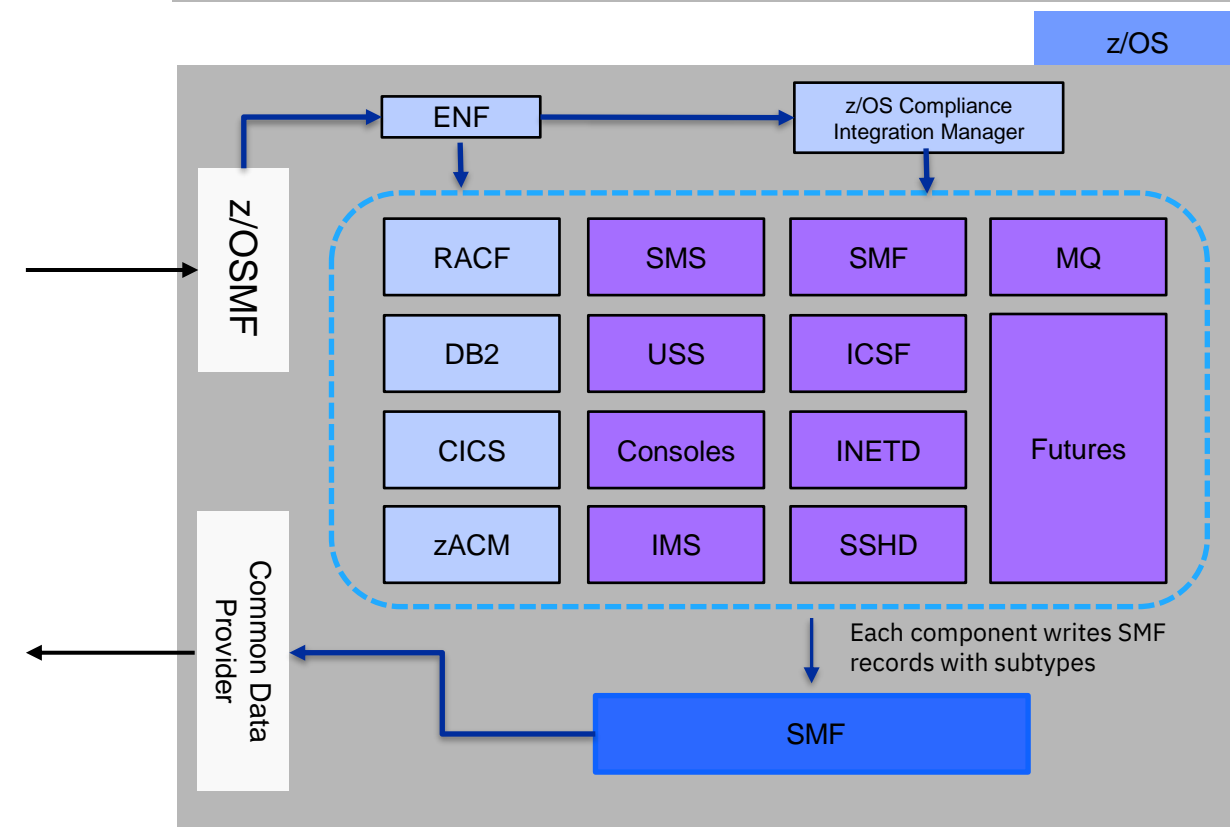 z/OS
ENF
z/OS Compliance
Integration Manager
z/OSMF
RACF
SMS
SMF
MQ
DB2
USS
ICSF
Futures
CICS
Consoles
INETD
zACM
IMS
SSHD
Common Data
Provider
Each component writes SMF
records with subtypes
SMF